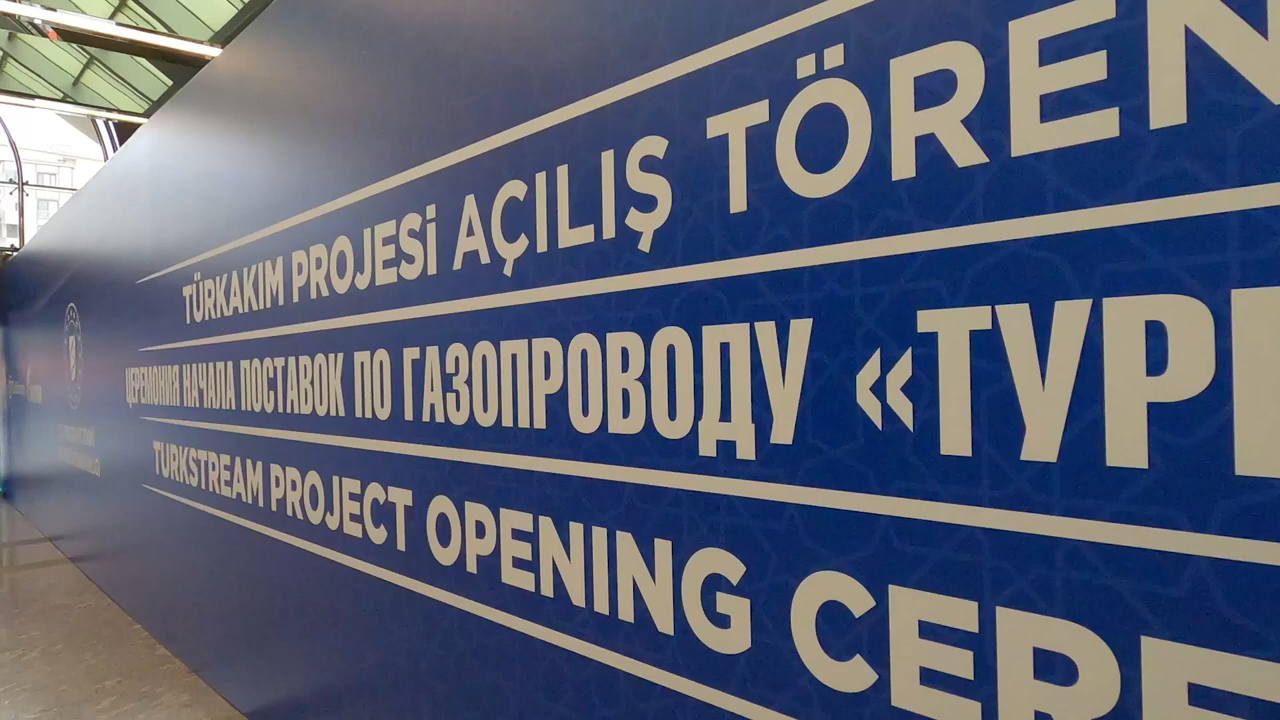 TÜRKAKIM PROJESİ AÇILIŞ TÖREN
ЦЕРЕМОНИЯ НАЧАЛА ПОСТАВОК ПО ГАЗОПРОВОДУ «ТУР
TURKSTREAM PROJECT OPENING CERE